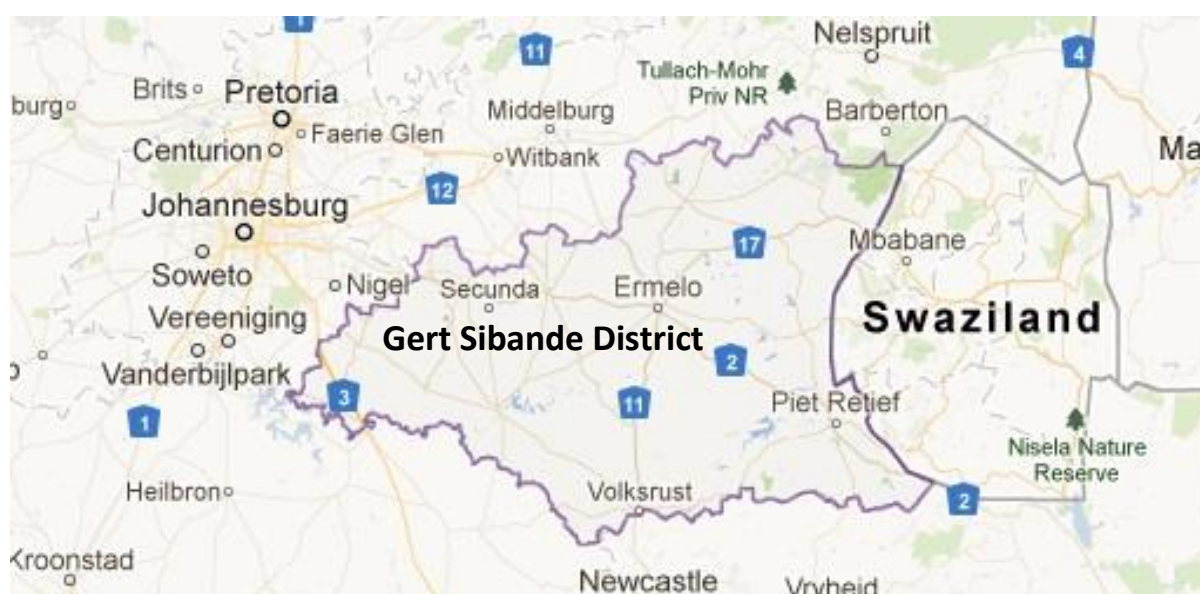 1
11
Nelspruit
4
Tullach-Mohr
Priv NR
Brits
Pretoria
burg
Middelburg
Barberton
Faerie Glen
Centurion
Witbank
Ma
12
Johannesburg
17
Mbabane
Soweto
Nigel
Secunda
Ermelo
Vereeniging
Swaziland
Gert Sibande District
2
Vanderbijlpark
3
11
Piet Retief
1
Nisela Nature
Reserve
Heilbron
Volksrust
2
Kroonstad
Newcastle
Vryheid